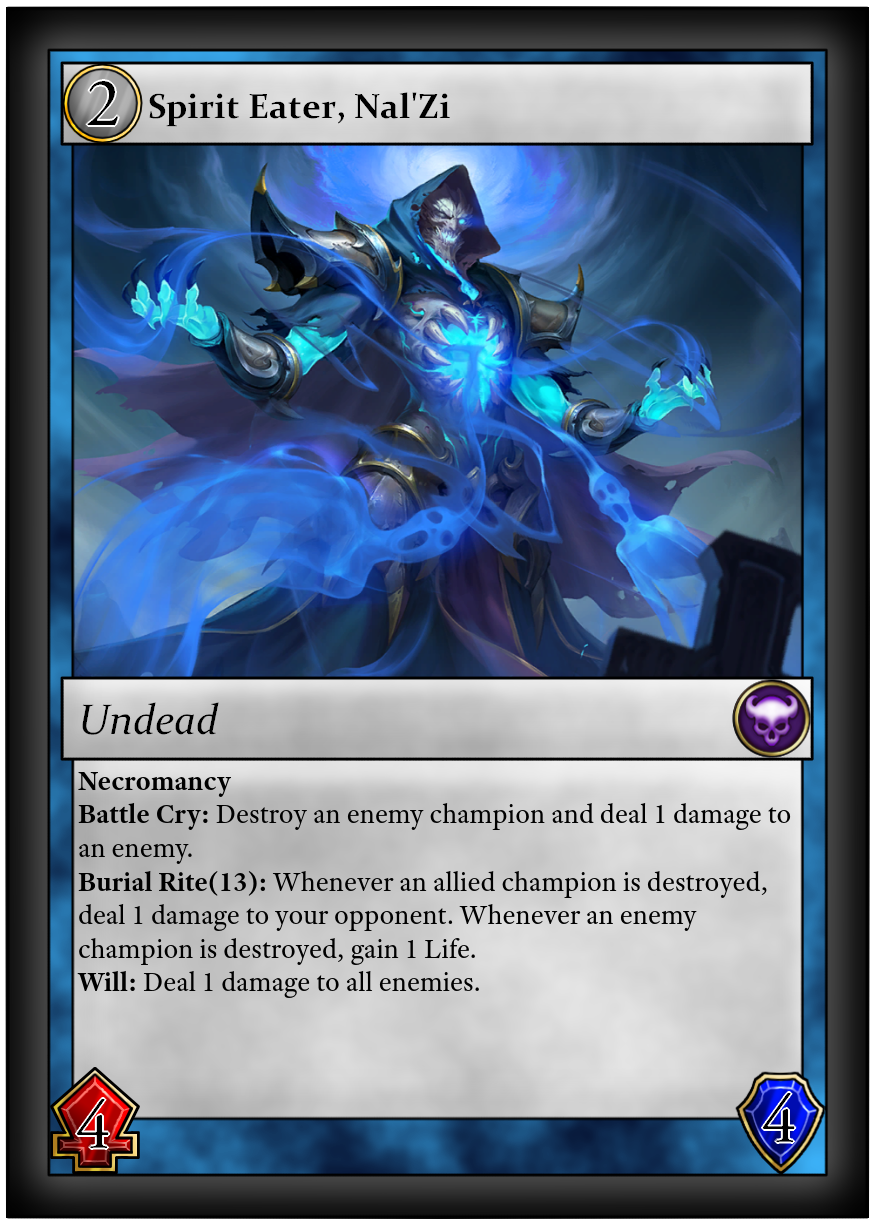 2
Spirit Eater, Nal'Zi
Undead
Necromancy
Battle Cry: Destroy an enemy champion and deal 1 damage to
an enemy.
Burial Rite(13): Whenever an allied champion is destroyed,
deal 1 damage to your opponent. Whenever an enemy
champion is destroyed, gain 1 Life.
Will: Deal 1 damage to all enemies.
4
4